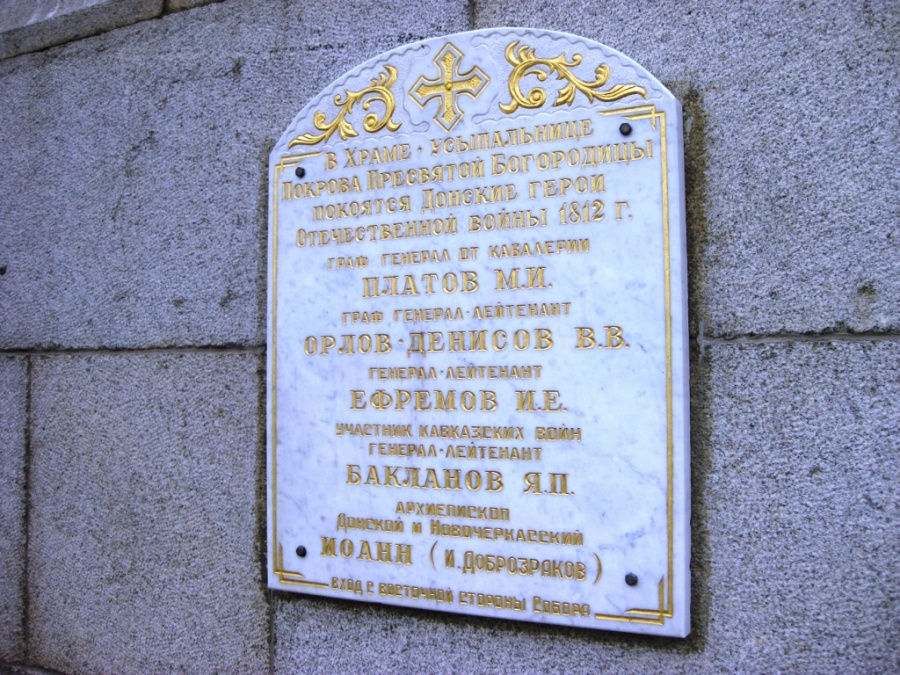 В ХРАМЕ · УСЫПАЛЬНИЦЕ
ПОКРОВА ПРЕСВЯТОЙ БОГОРОДИЦЫ
ПОКОЯТСЯ ДОНСКИЕ ГЕРОИ
ОТЕЧЕСТВЕННОЙ ВОЙНЫ 1812 Г.
ГРАФ ГЕНЕРАЛ ОТ КАВАЛЕРИИ
ПЛАТОВ М.И.
ГРАФ ГЕНЕРАЛ-ЛЕЙТЕНАНТ
ОРЛОВ-ДЕНИСОВ В.В.
ГЕНЕРАЛ-ЛЕЙТЕНАНТ
ЕФРЕМОВ И.Е.
УЧАСТНИК КАВКАЗСКИХ ВОЙН
ГЕНЕРАЛ-ЛЕЙТЕНАНТ
БАКЛАНОВ Я.П.
АРХИЕПИСКОП
ДОНСКОЙ И НОВОЧЕРКАССКИЙ
ИОАНН (И.ДОБРОЗРАКОВ)
ВХОД С ВОСТОЧНОЙ СТОРОНЫ СОБОРА